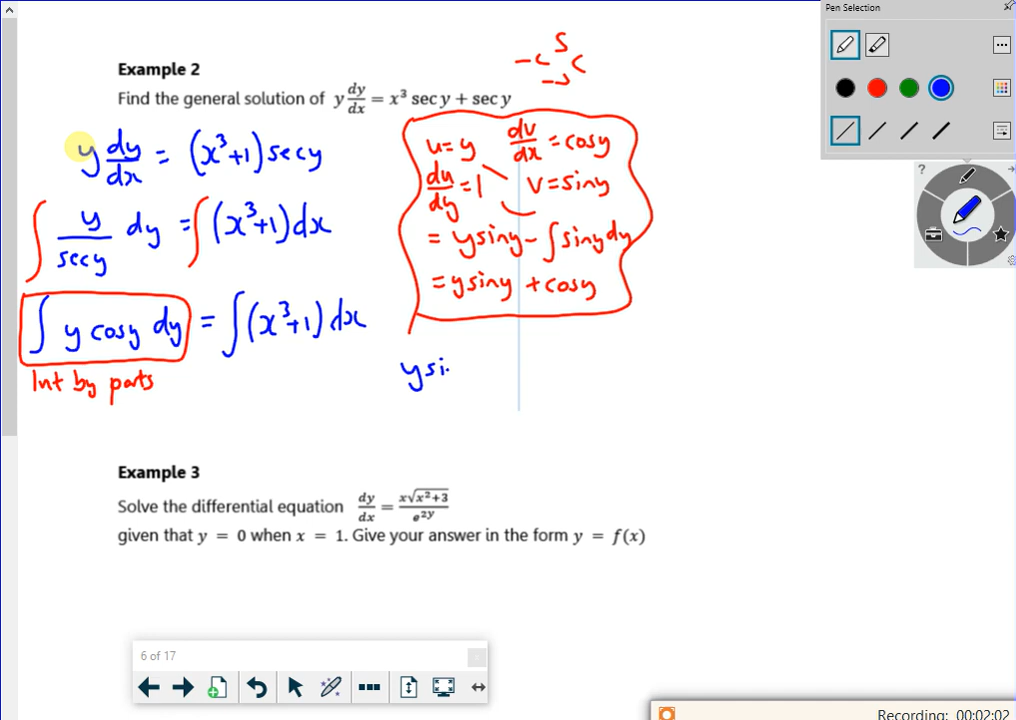 Pen Selection
Example 2
Find the general solution of y dy/dx = x³ sec y + sec y
S
-C C
->
y dy/dx = (x³+1) sec y
∫ y/sec y dy = ∫ (x³+1) dx
∫ y cos y dy = ∫ (x³+1) dx
Int by parts
u = y dv/dx = cos y
du/dy = 1 v = sin y
= y sin y - ∫ sin y dy
= y sin y + cos y
y si
Example 3
Solve the differential equation dy/dx = x√(x²+3)/e^(2y)
given that y = 0 when x = 1. Give your answer in the form y = f(x)
6 of 17
Recording: 00:02:02